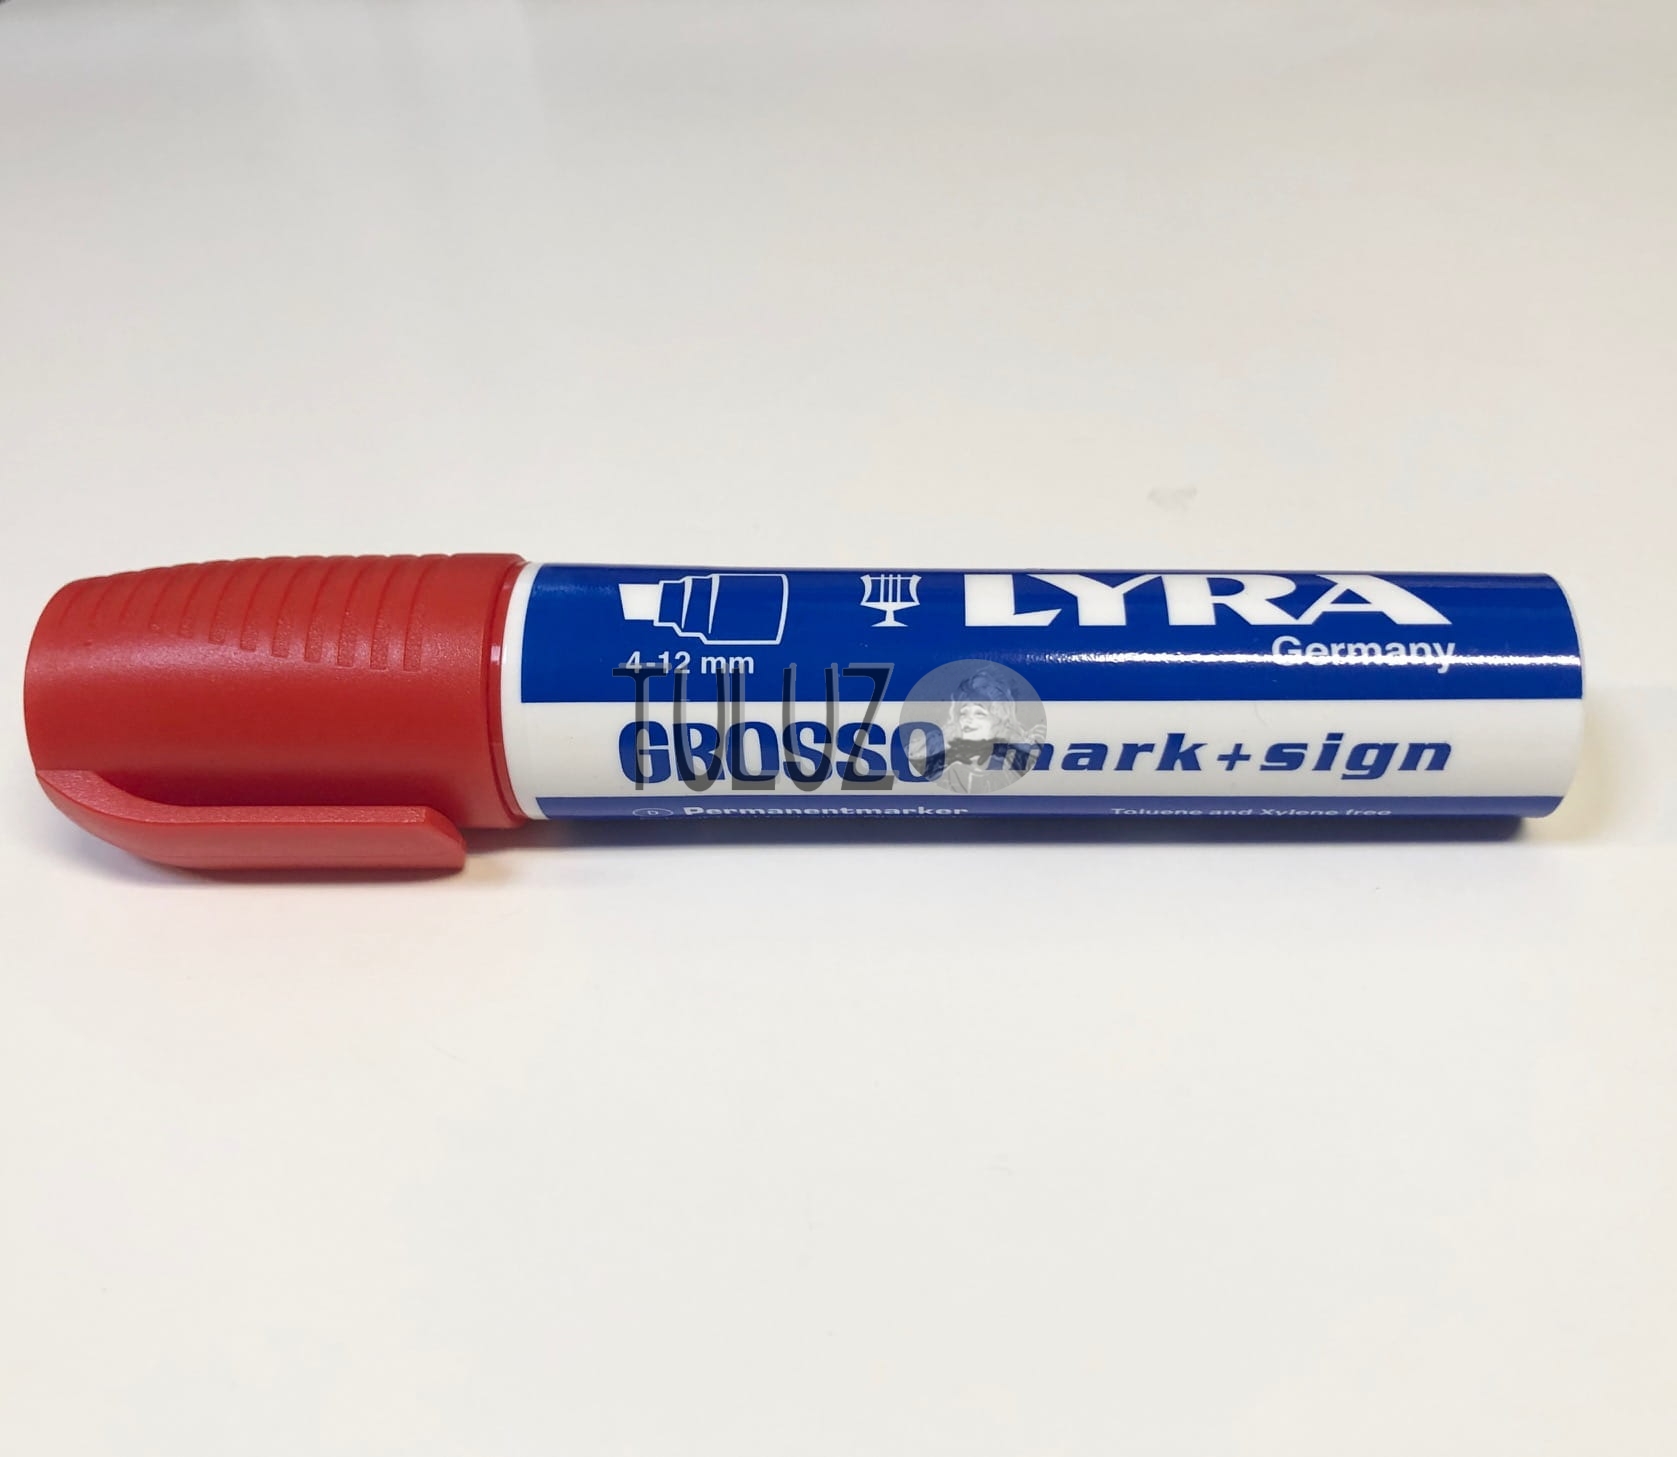 LYRA
Germany
4-12 mm
TULUZ
GROSSO mark+sign
D Permanentmarker
Toluene and Xylene free